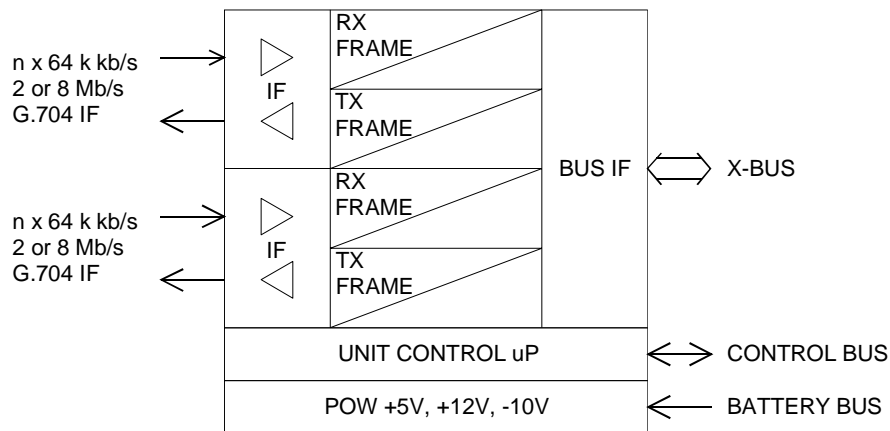 n x 64 k kb/s
2 or 8 Mb/s
G.704 IF
IF
RX
FRAME
TX
FRAME
n x 64 k kb/s
2 or 8 Mb/s
G.704 IF
IF
RX
FRAME
TX
FRAME
BUS IF
X-BUS
UNIT CONTROL uP
CONTROL BUS
POW +5V, +12V, -10V
BATTERY BUS